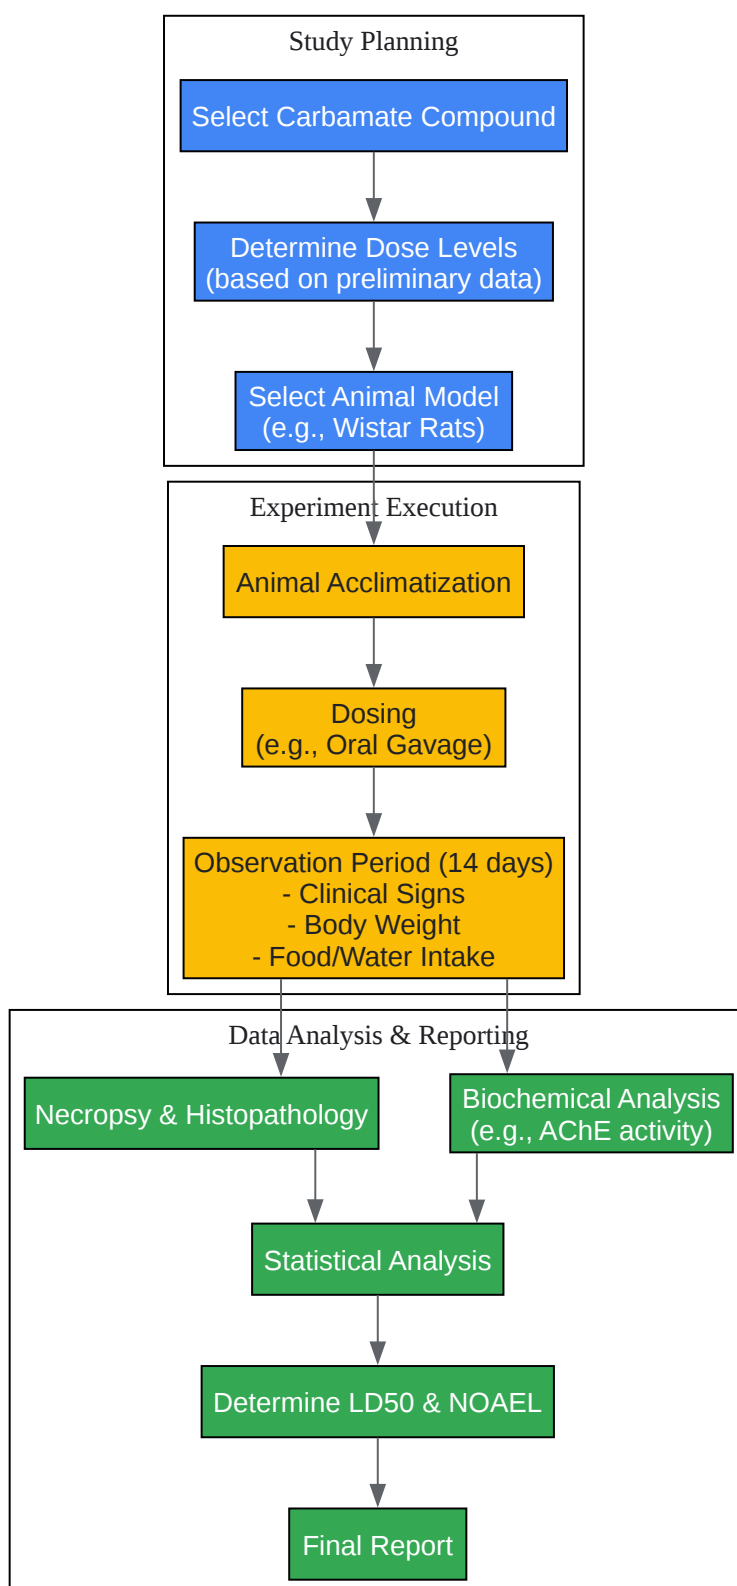 Study Planning
Select Carbamate Compound
Determine Dose Levels
(based on preliminary data)
Select Animal Model
(e.g., Wistar Rats)
Experiment Execution
Animal Acclimatization
Dosing
(e.g., Oral Gavage)
Observation Period (14 days)
- Clinical Signs
- Body Weight
- Food/Water Intake
Data Analysis & Reporting
Necropsy & Histopathology
Biochemical Analysis
(e.g., AChE activity)
Statistical Analysis
Determine LD50 & NOAEL
Final Report